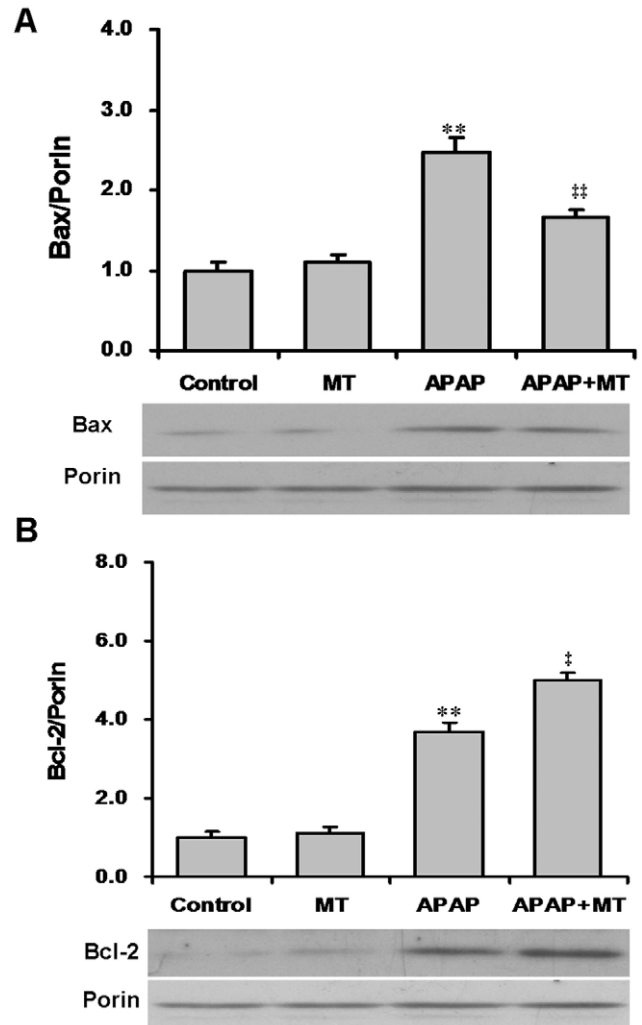 A
Bax/Porin
4.0
3.0
2.0
1.0
0.0
**
‡‡
Control MT APAP APAP+MT
Bax
Porin
B
Bcl-2/Porin
8.0
6.0
4.0
2.0
0.0
**
‡
Control MT APAP APAP+MT
Bcl-2
Porin